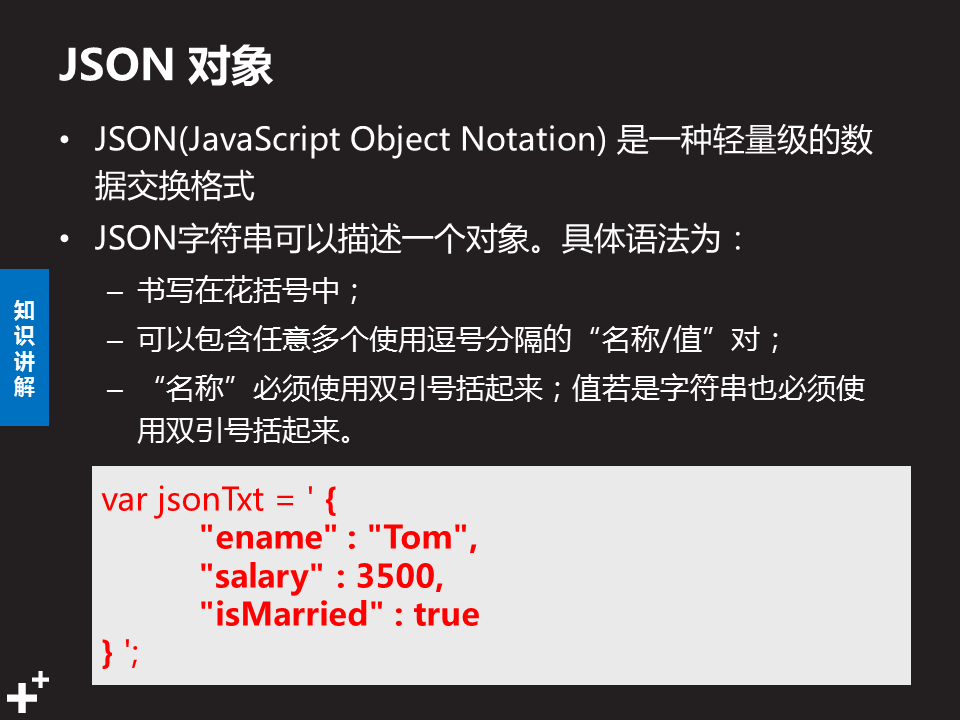 JSON 对象
• JSON(JavaScript Object Notation) 是一种轻量级的数
据交换格式
• JSON字符串可以描述一个对象。具体语法为：
– 书写在花括号中；
– 可以包含任意多个使用逗号分隔的“名称/值”对；
– “名称”必须使用双引号括起来；值若是字符串也必须使
用双引号括起来。
知
识
讲
解
var jsonTxt = ' {
"ename" : "Tom",
"salary" : 3500,
"isMarried" : true
} ';